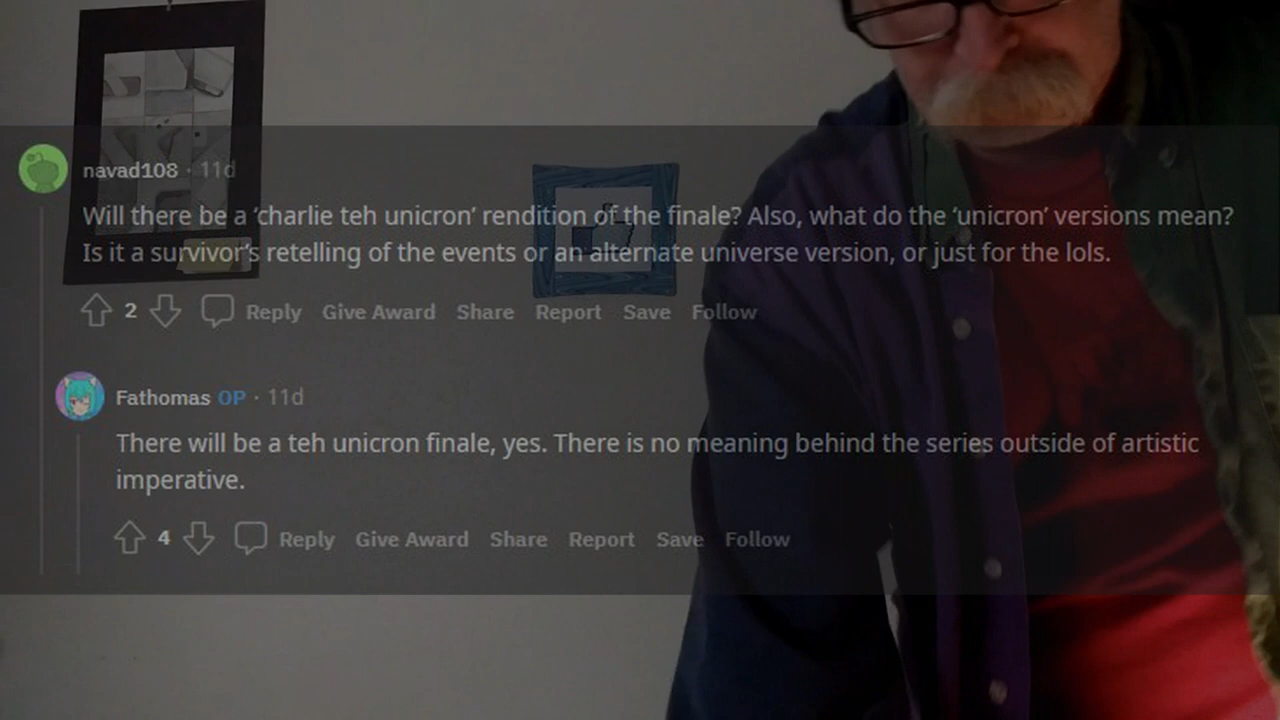 navad108 · 11d
Will there be a ‘charlie teh unicron’ rendition of the finale? Also, what do the ‘unicron’ versions mean?
Is it a survivor’s retelling of the events or an alternate universe version, or just for the lols.
2 Reply Give Award Share Report Save Follow
Fathomas OP · 11d
There will be a teh unicron finale, yes. There is no meaning behind the series outside of artistic
imperative.
4 Reply Give Award Share Report Save Follow